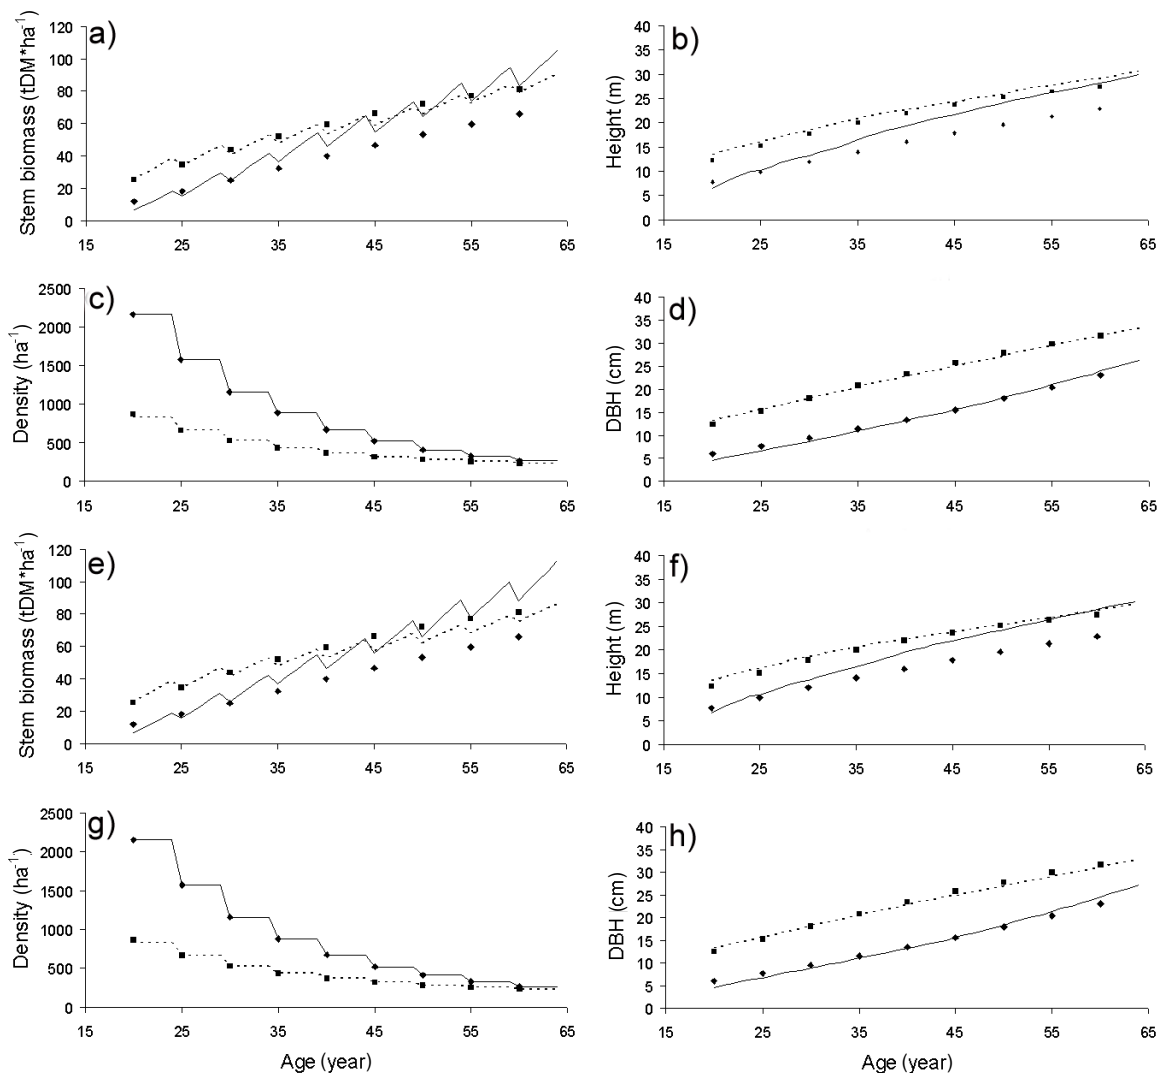 a)
Stem biomass (tDM*ha-1)
120
100
80
60
40
20
0
15 25 35 45 55 65
b)
Height (m)
40
35
30
25
20
15
10
5
0
15 25 35 45 55 65
c)
Density (ha-1)
2500
2000
1500
1000
500
0
15 25 35 45 55 65
d)
DBH (cm)
40
35
30
25
20
15
10
5
0
15 25 35 45 55 65
e)
Stem biomass (tDM*ha-1)
120
100
80
60
40
20
0
15 25 35 45 55 65
f)
Height (m)
40
35
30
25
20
15
10
5
0
15 25 35 45 55 65
g)
Density (ha-1)
2500
2000
1500
1000
500
0
15 25 35 45 55 65
Age (year)
h)
DBH (cm)
40
35
30
25
20
15
10
5
0
15 25 35 45 55 65
Age (year)